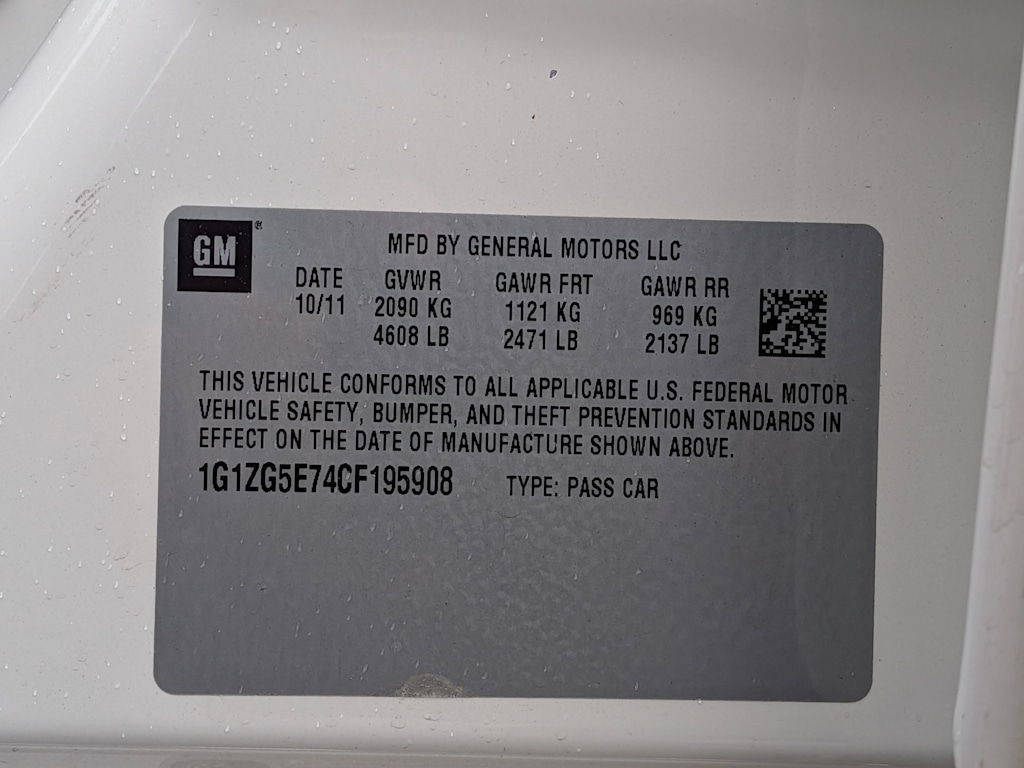 GM ®
MFD BY GENERAL MOTORS LLC
DATE GVWR GAWR FRT GAWR RR
10/11 2090 KG 1121 KG 969 KG
4608 LB 2471 LB 2137 LB
THIS VEHICLE CONFORMS TO ALL APPLICABLE U.S. FEDERAL MOTOR
VEHICLE SAFETY, BUMPER, AND THEFT PREVENTION STANDARDS IN
EFFECT ON THE DATE OF MANUFACTURE SHOWN ABOVE.
1G1ZG5E74CF195908 TYPE: PASS CAR